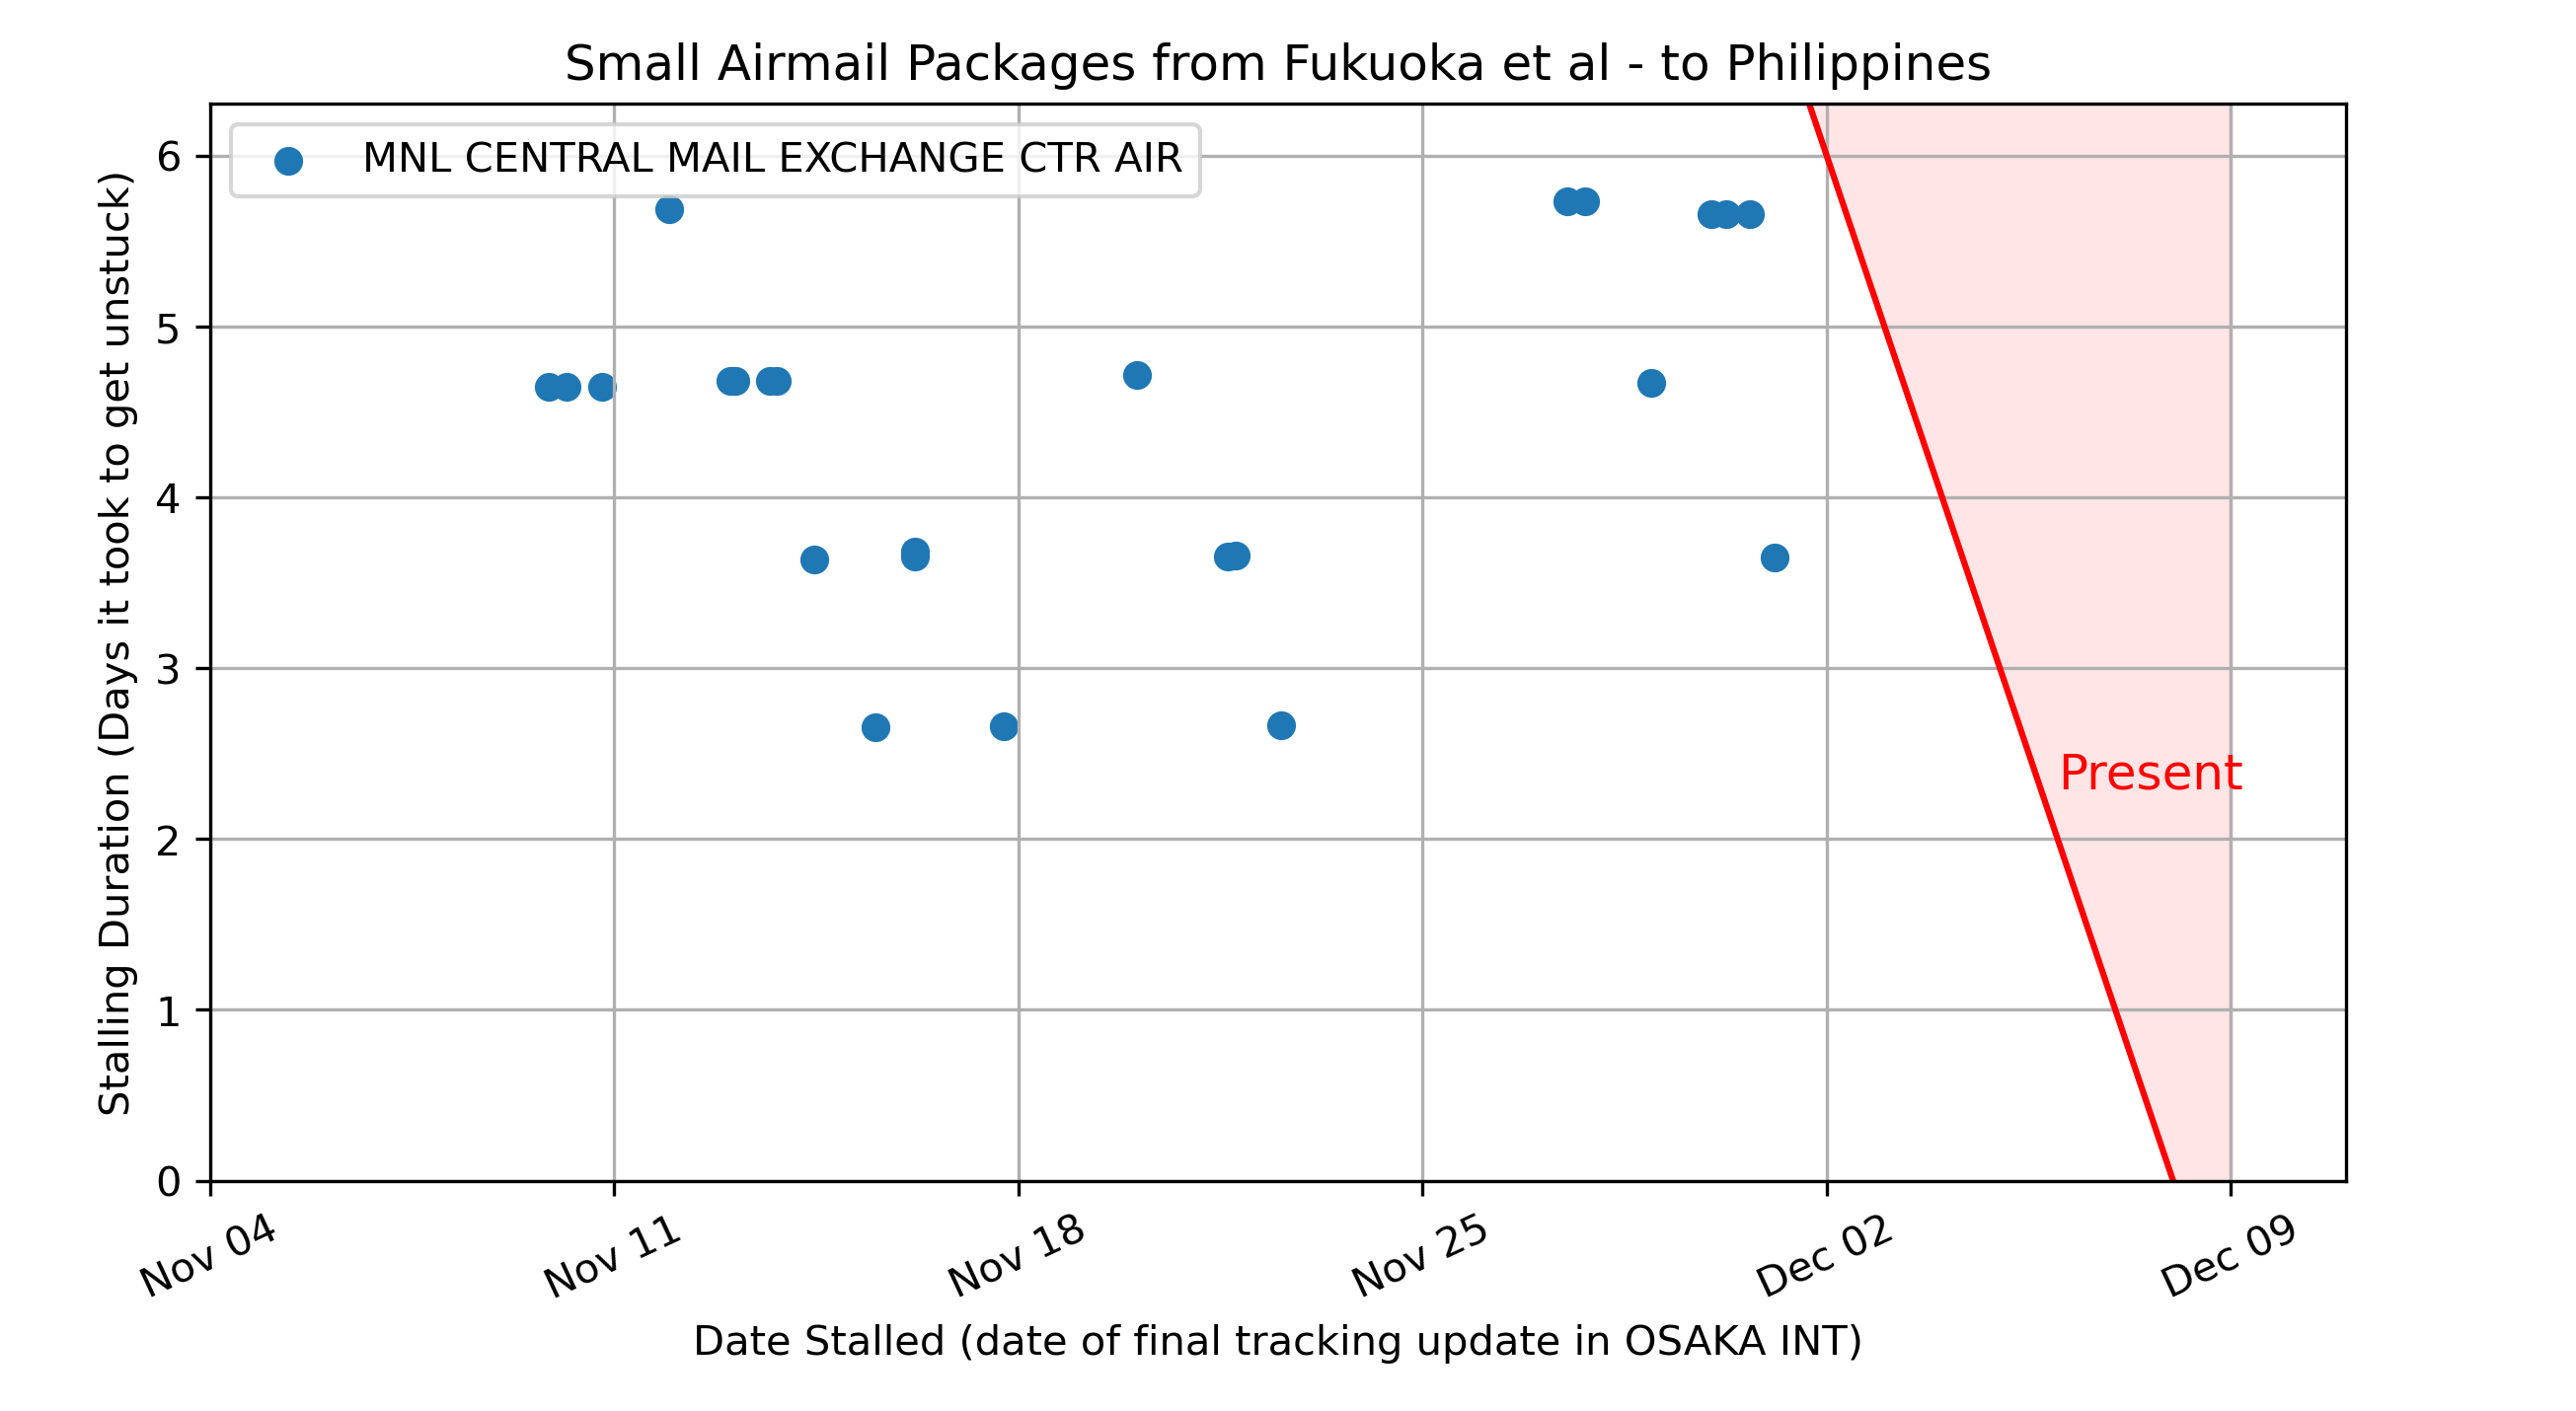 Small Airmail Packages from Fukuoka et al - to Philippines
MNL CENTRAL MAIL EXCHANGE CTR AIR
Stalling Duration (Days it took to get unstuck)
6
5
4
3
2
1
0
Present
Nov 04
Nov 11
Nov 18
Nov 25
Dec 02
Dec 09
Date Stalled (date of final tracking update in OSAKA INT)